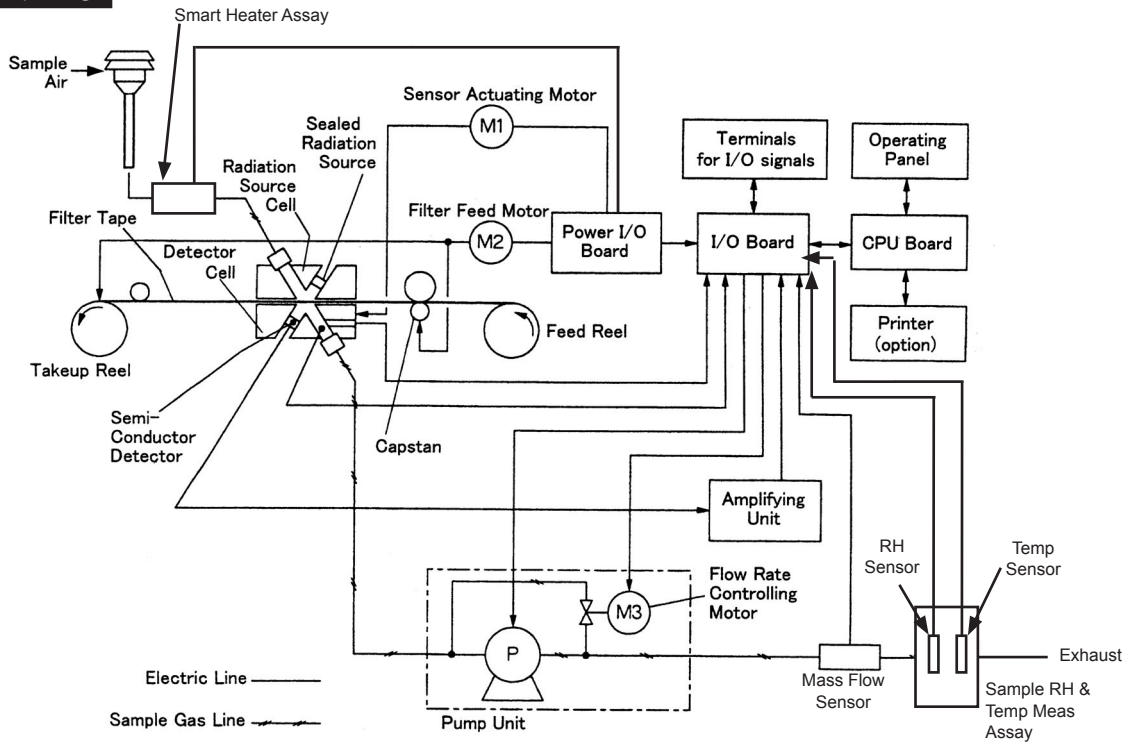 Smart Heater Assay
Sample
Air
Sensor Actuating Motor
M1
Sealed
Radiation
Source
Radiation
Source
Cell
Terminals
for I/O signals
Operating
Panel
Filter Tape
Filter Feed Motor
M2
Power I/O
Board
I/O Board
CPU Board
Detector
Cell
Feed Reel
Printer
(option)
Takeup Reel
Semi-
Conductor
Detector
Capstan
Amplifying
Unit
RH
Sensor
Temp
Sensor
Flow Rate
Controlling
Motor
M3
P
Exhaust
Mass Flow
Sensor
Sample RH &
Temp Meas
Assay
Electric Line
Sample Gas Line
Pump Unit